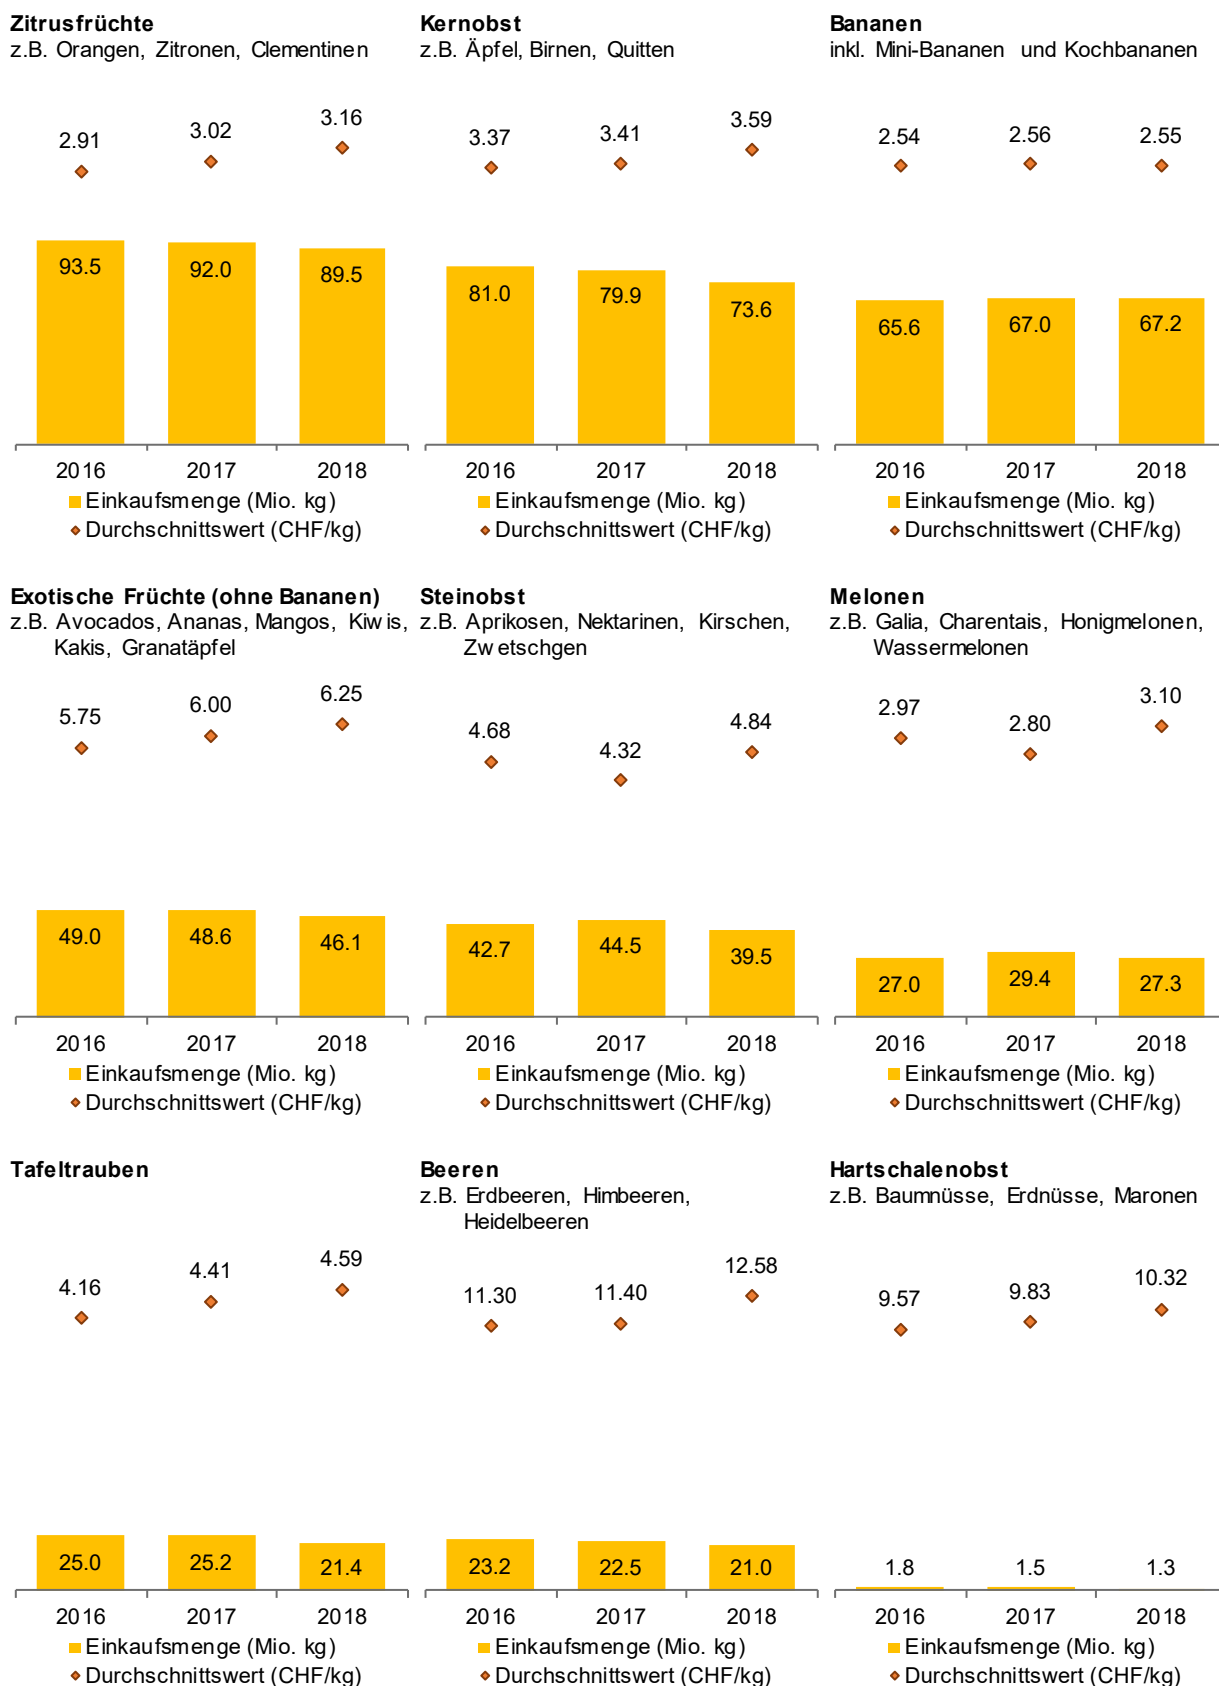 Zitrusfrüchte
z.B. Orangen, Zitronen, Clementinen
2.91
3.02
3.16
93.5
92.0
89.5
2016
2017
2018
Einkaufsmenge (Mio. kg)
Durchschnittswert (CHF/kg)
Kernobst
z.B. Äpfel, Birnen, Quitten
3.37
3.41
3.59
81.0
79.9
73.6
2016
2017
2018
Einkaufsmenge (Mio. kg)
Durchschnittswert (CHF/kg)
Bananen
inkl. Mini-Bananen und Kochbananen
2.54
2.56
2.55
65.6
67.0
67.2
2016
2017
2018
Einkaufsmenge (Mio. kg)
Durchschnittswert (CHF/kg)
Exotische Früchte (ohne Bananen)
z.B. Avocados, Ananas, Mangos, Kiwis,
Kakis, Granatäpfel
5.75
6.00
6.25
49.0
48.6
46.1
2016
2017
2018
Einkaufsmenge (Mio. kg)
Durchschnittswert (CHF/kg)
Steinobst
z.B. Aprikosen, Nektarinen, Kirschen,
Zwetschgen
4.68
4.32
4.84
42.7
44.5
39.5
2016
2017
2018
Einkaufsmenge (Mio. kg)
Durchschnittswert (CHF/kg)
Melonen
z.B. Galia, Charentais, Honigmelonen,
Wassermelonen
2.97
2.80
3.10
27.0
29.4
27.3
2016
2017
2018
Einkaufsmenge (Mio. kg)
Durchschnittswert (CHF/kg)
Tafeltrauben
4.16
4.41
4.59
25.0
25.2
21.4
2016
2017
2018
Einkaufsmenge (Mio. kg)
Durchschnittswert (CHF/kg)
Beeren
z.B. Erdbeeren, Himbeeren,
Heidelbeeren
11.30
11.40
12.58
23.2
22.5
21.0
2016
2017
2018
Einkaufsmenge (Mio. kg)
Durchschnittswert (CHF/kg)
Hartschalenobst
z.B. Baumnüsse, Erdnüsse, Maronen
9.57
9.83
10.32
1.8
1.5
1.3
2016
2017
2018
Einkaufsmenge (Mio. kg)
Durchschnittswert (CHF/kg)